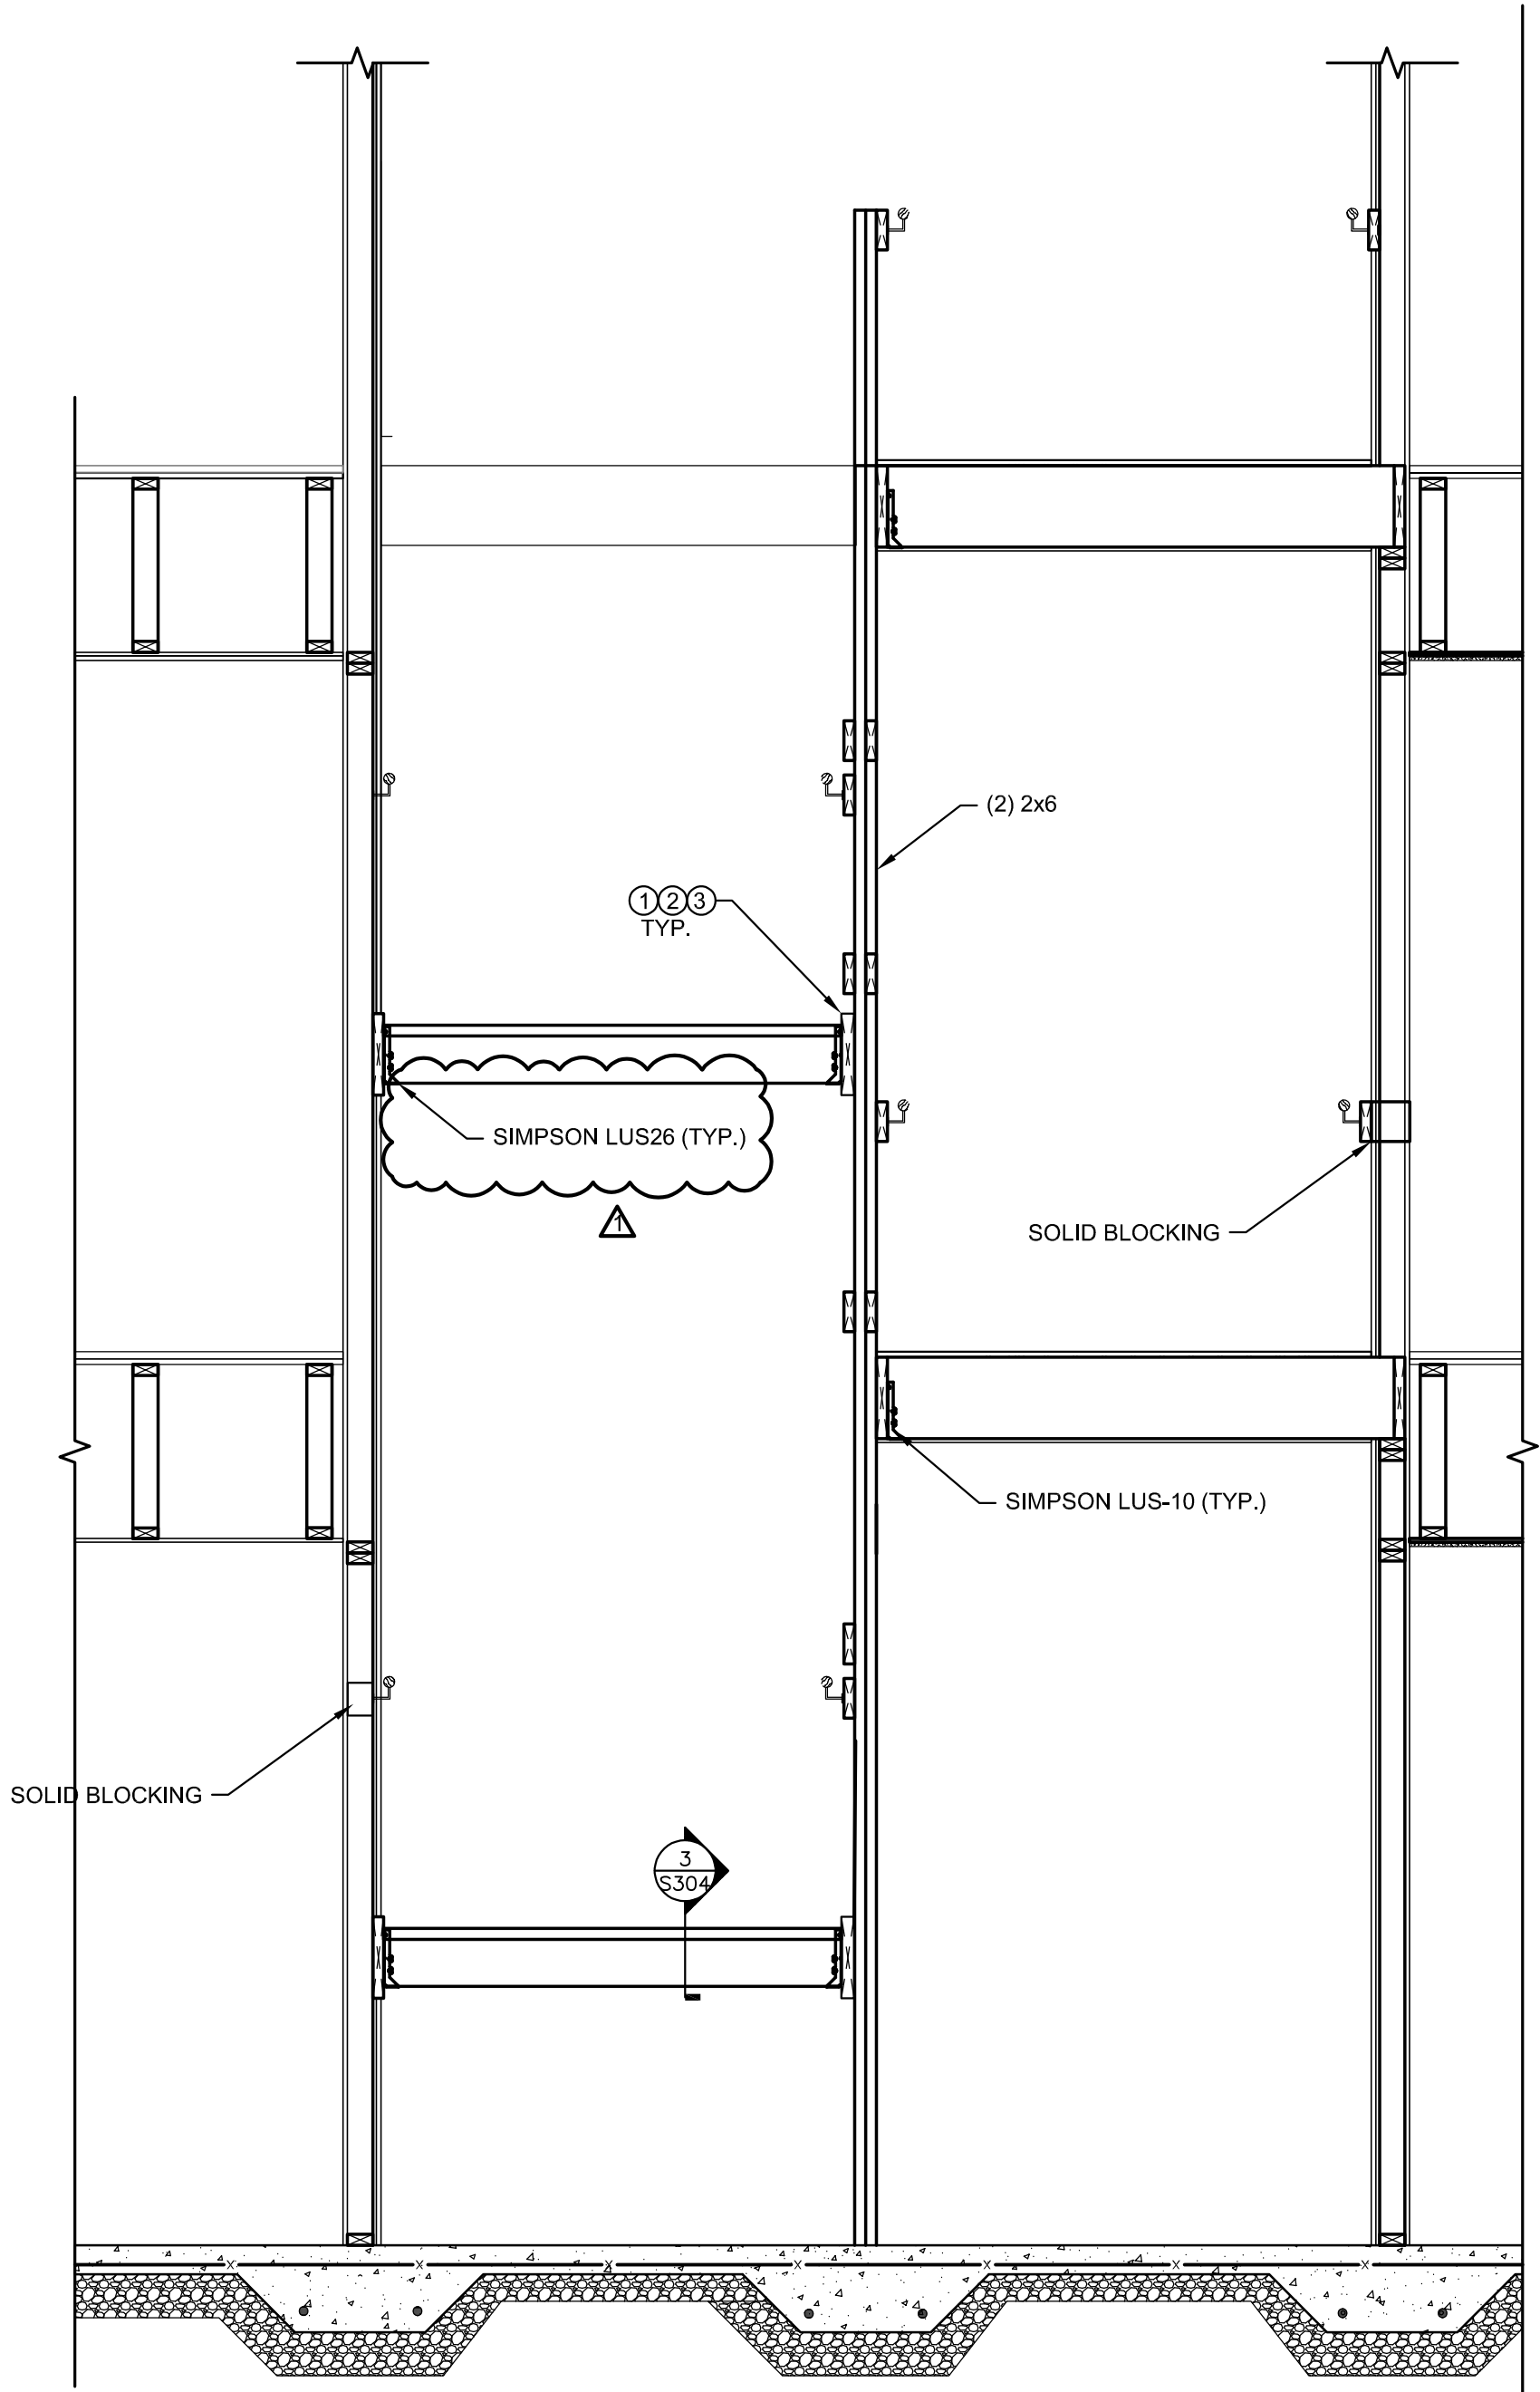 (2) 2x6
1 2 3
TYP.
SIMPSON LUS26 (TYP.)
1
SOLID BLOCKING
SIMPSON LUS-10 (TYP.)
SOLID BLOCKING
3
S304
X X X X X X X